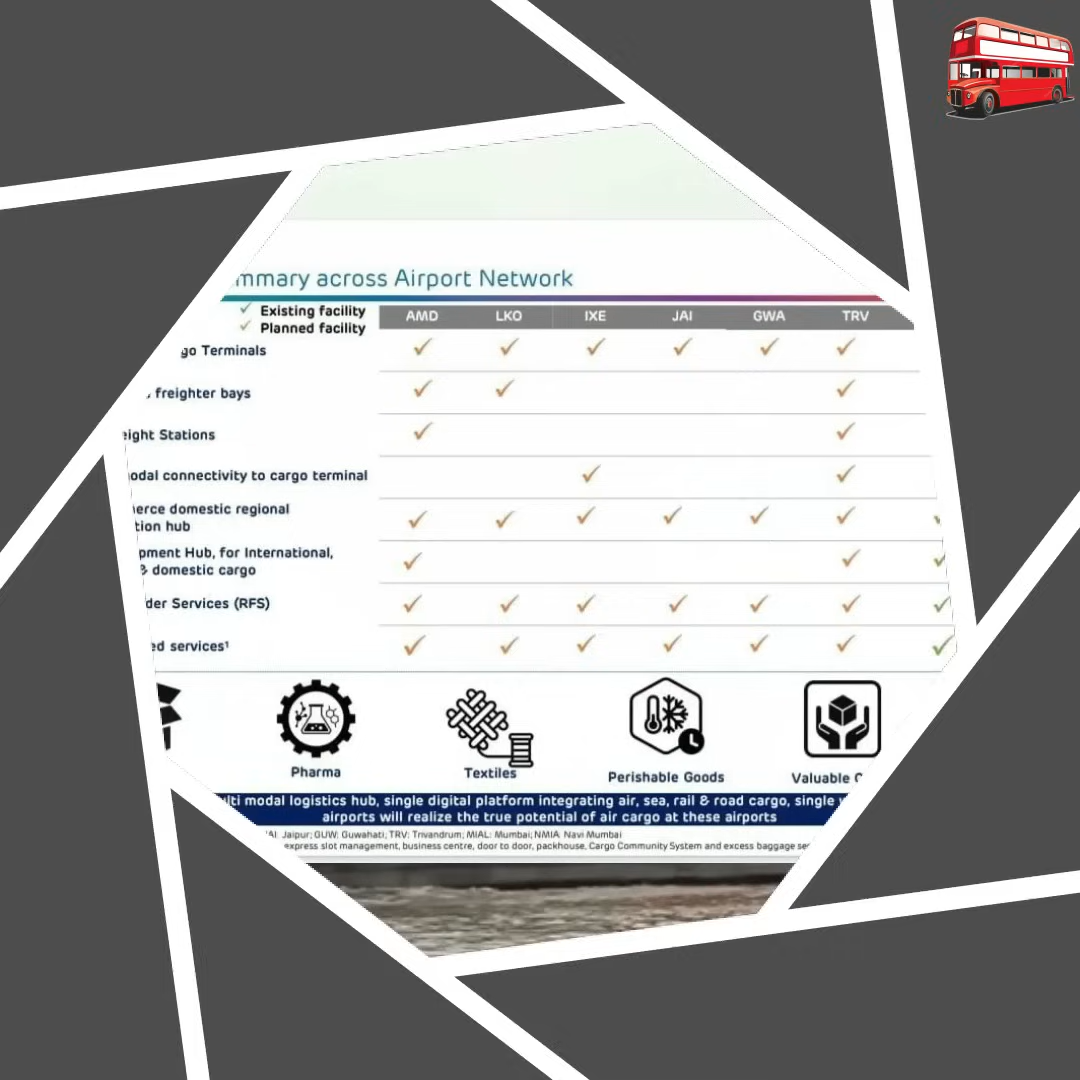 mmary across Airport Network
Existing facility
Planned facility
AMD LKO IXE JAI GWA TRV
go Terminals
freighter bays
eight Stations
odal connectivity to cargo terminal
erce domestic regional
tion hub
pment Hub, for International,
& domestic cargo
der Services (RFS)
ed services¹
Pharma
Textiles
Perishable Goods
Valuable
lti modal logistics hub, single digital platform integrating air, sea, rail & road cargo, single
airports will realize the true potential of air cargo at these airports
AI: Jaipur; GUW: Guwahati; TRV: Trivandrum; MIAL: Mumbai; NMIA: Navi Mumbai
express slot management, business centre, door to door, packhouse, Cargo Community System and excess baggage